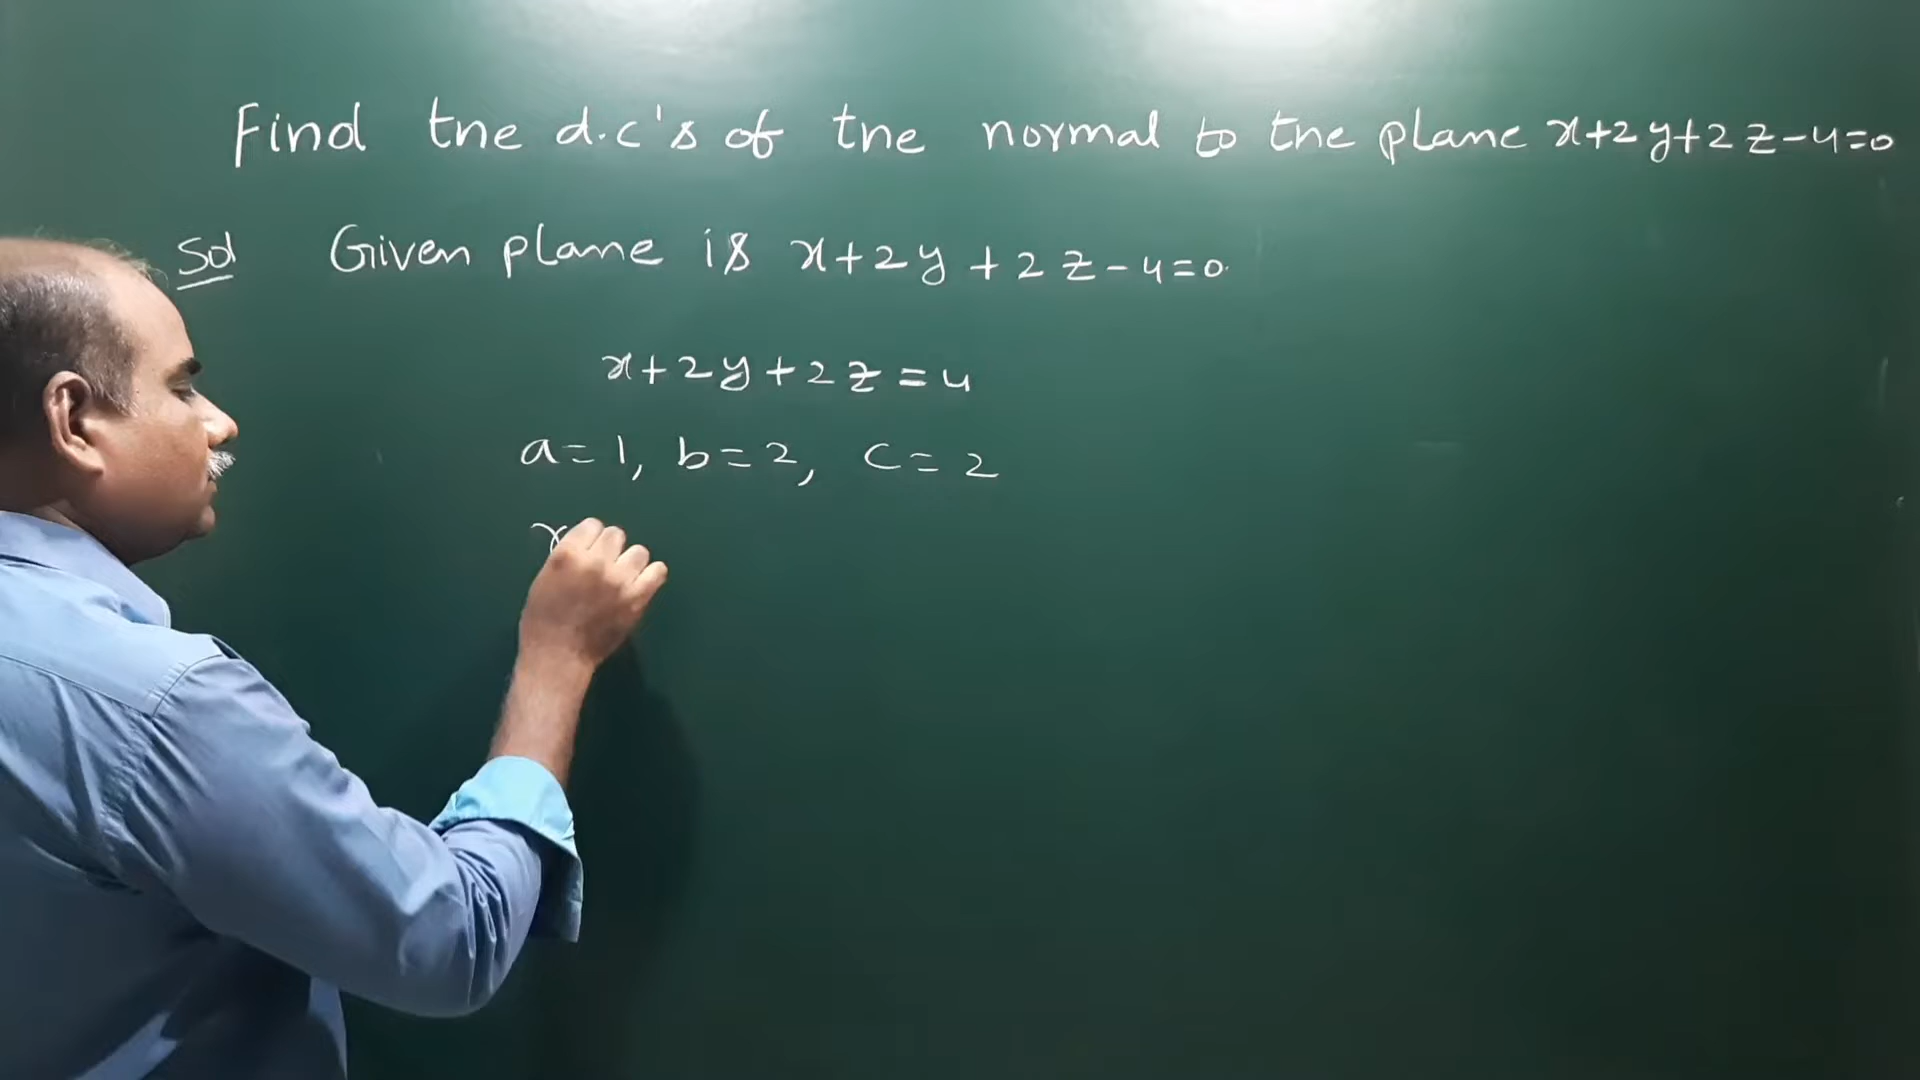 Find the d.c's of the normal to the plane x+2y+2z-4=0
Sol Given plane is x+2y+2z-4=0.
x+2y+2z=4
a=1, b=2, c=2
x